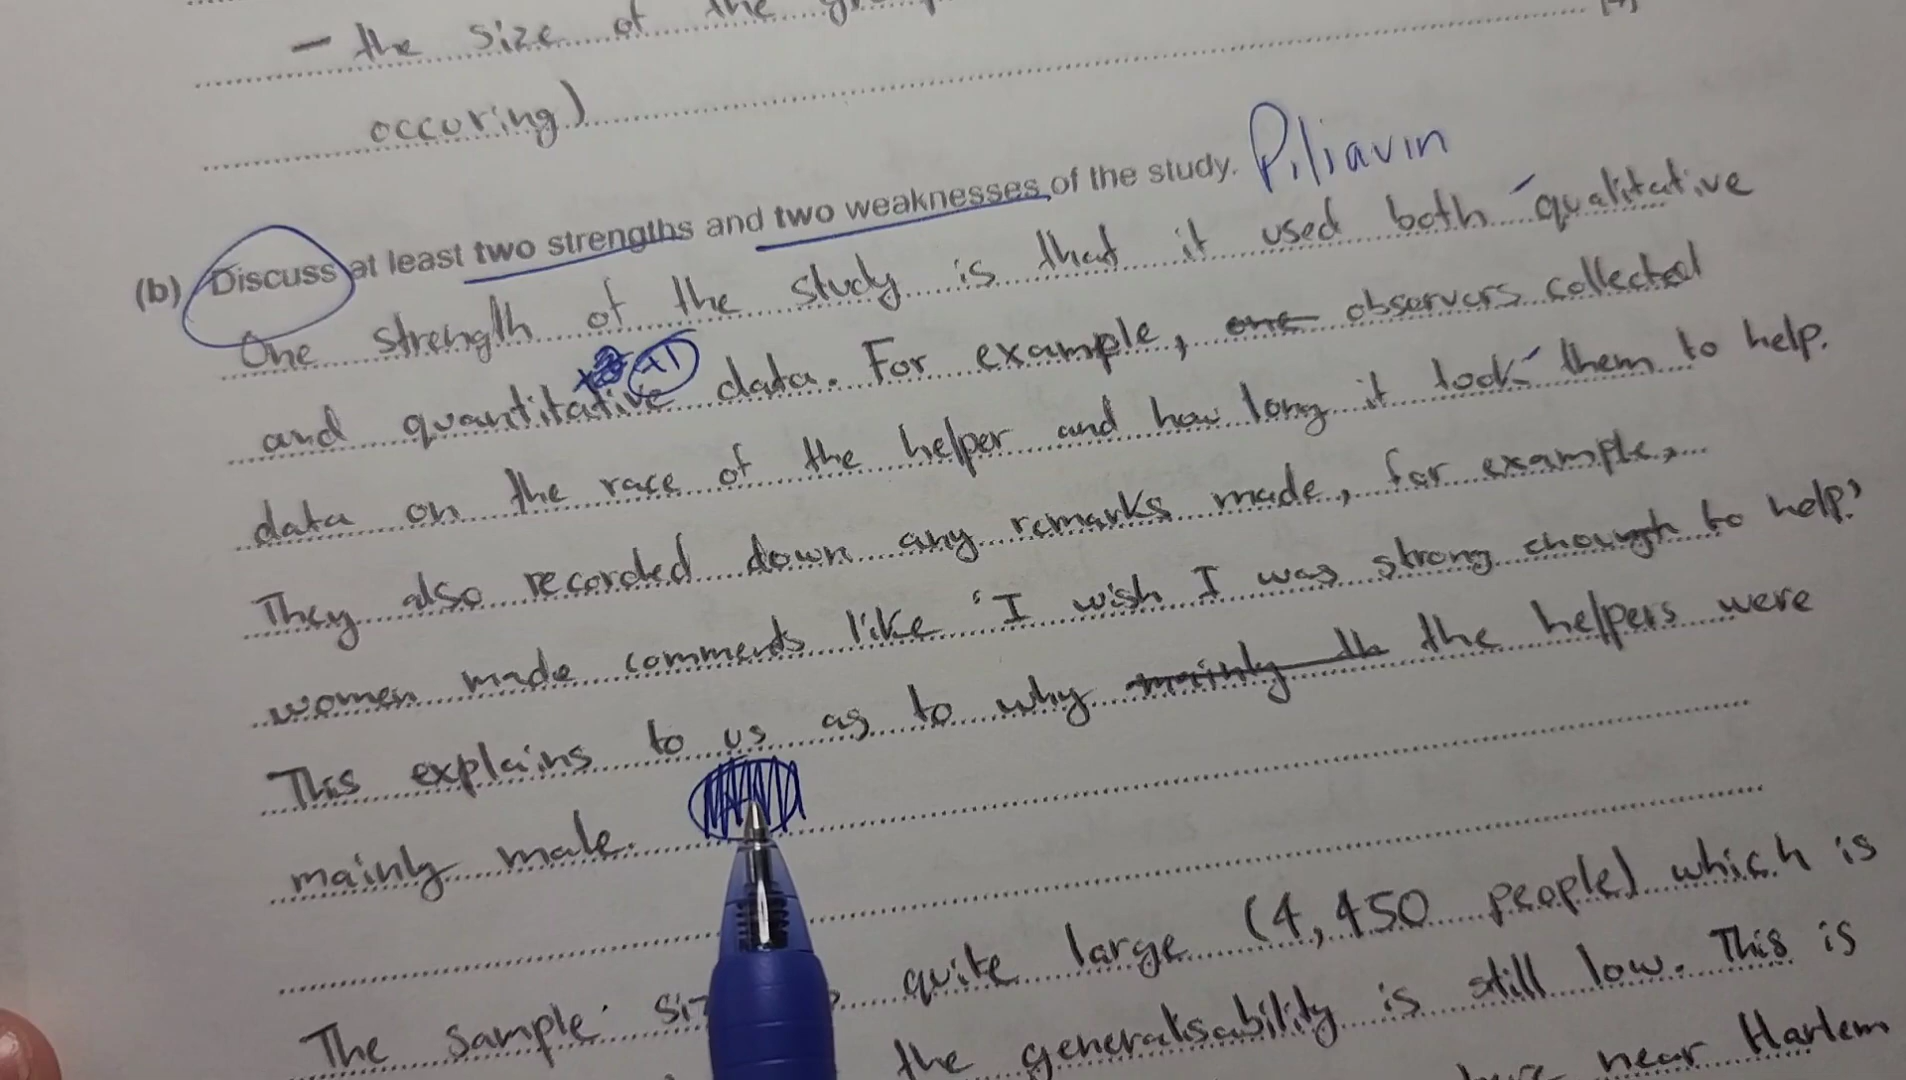 - the size of the
occuring)
(b) Discuss at least two strengths and two weaknesses of the study. Piliavin
One strength of the study is that it used both qualitative
and quantitative data. For example, one observers collected
+1
data on the race of the helper and how long it took them to help.
They also recorded down any remarks made, for example,
women made comments like 'I wish I was strong enough to help'
This explains to us as to why mainly th the helpers were
mainly male.
The sample quite large (4,450 people) which is
the generalisability is still low. This is
near Harlem